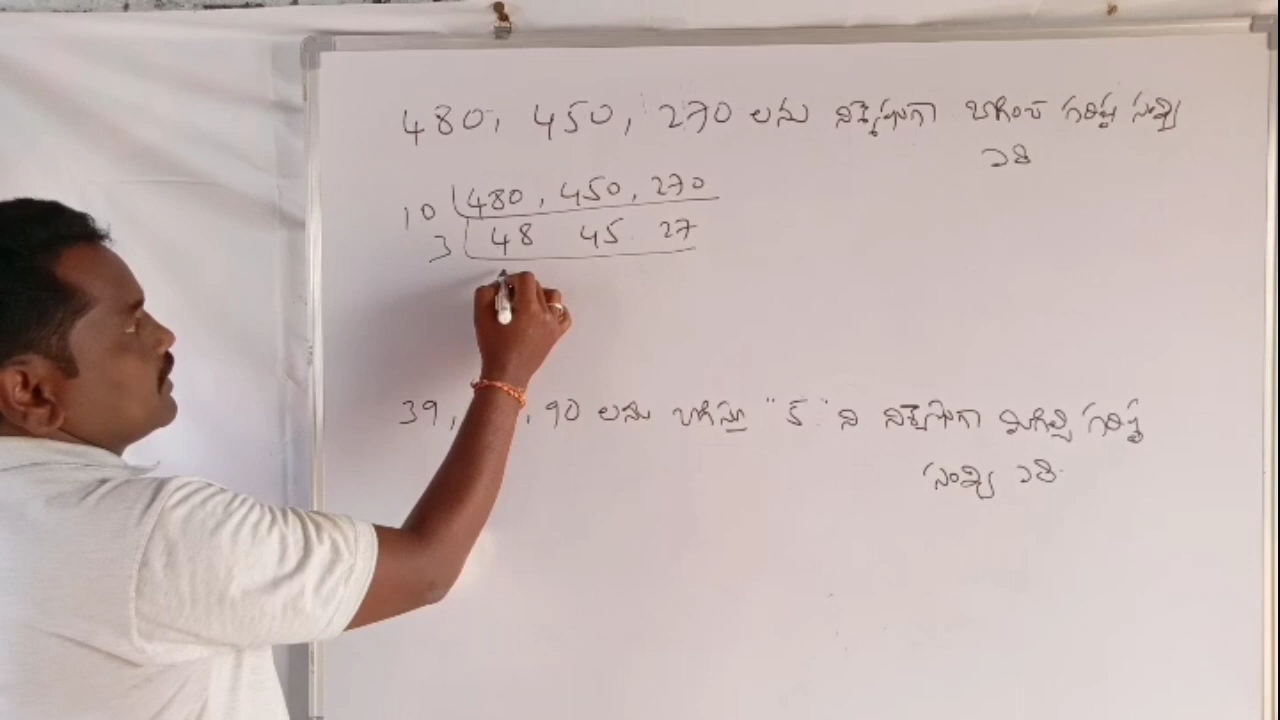 480, 450, 270 లను నిశ్శేషంగా భాగించే గరిష్ఠ సంఖ్య
ఏది
10 480, 450, 270
3 48 45 27
39, , 90 లను భాగిస్తూ "5" ని శేషంగా మిగిల్చే గరిష్ఠ
సంఖ్య ఏది